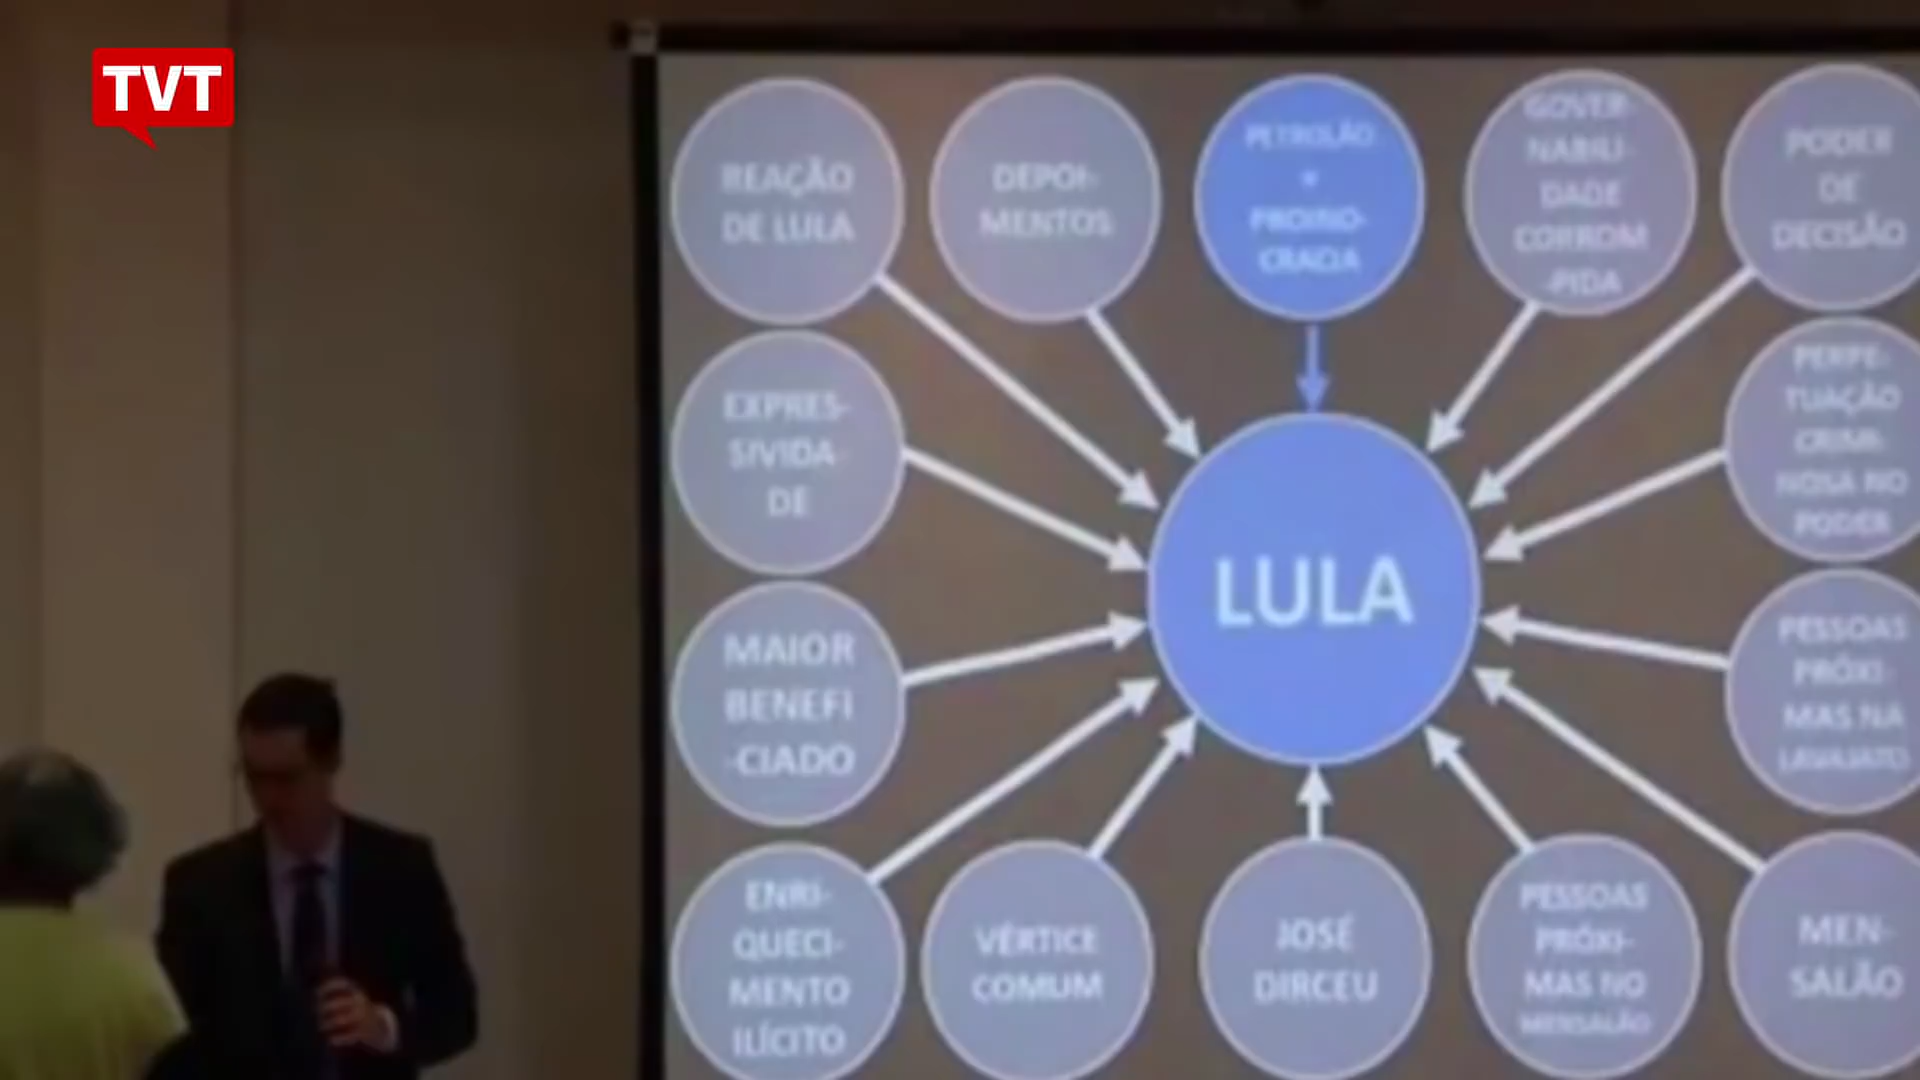 TVT
REAÇÃO
DE LULA
DEPOI-
MENTOS
PETROLÃO
+
PROPINO-
CRACIA
GOVER-
NABILI-
DADE
CORROM
-PIDA
PODER
DE
DECISÃO
EXPRES-
SIVIDA-
DE
PERPE-
TUAÇÃO
CRIMI-
NOSA NO
PODER
LULA
MAIOR
BENEFI
-CIADO
PESSOAS
PRÓXI-
MAS NA
LAVAJATO
ENRI-
QUECI-
MENTO
ILÍCITO
VÉRTICE
COMUM
JOSÉ
DIRCEU
PESSOAS
PRÓXI-
MAS NO
MENSALÃO
MEN-
SALÃO